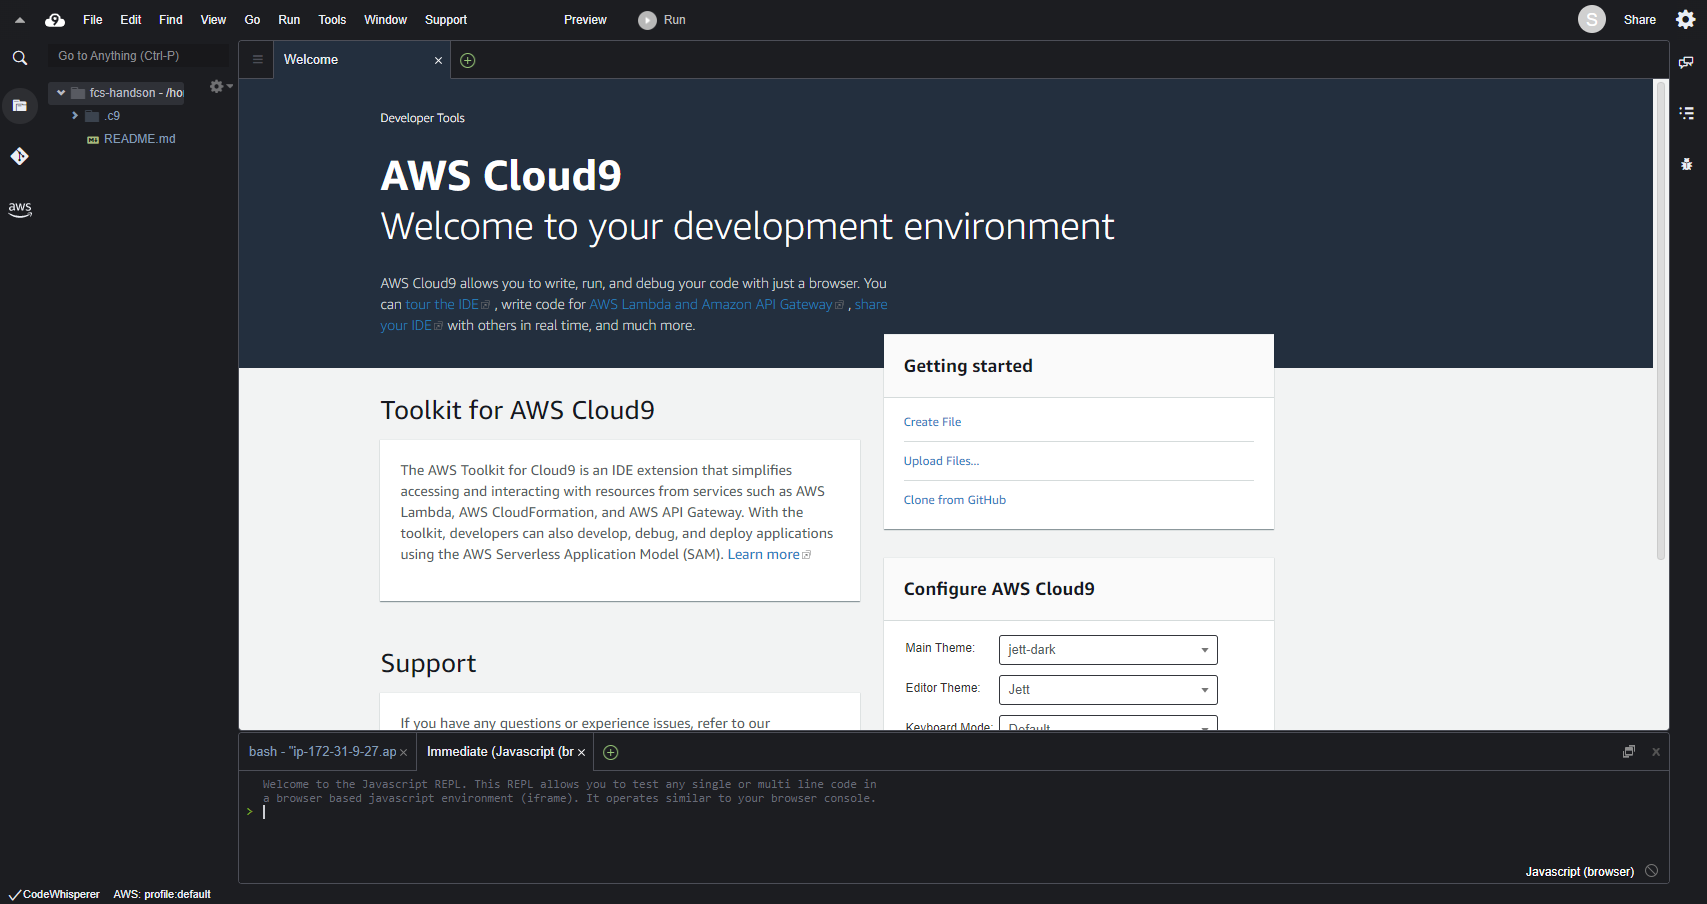 9 File Edit Find View Go Run Tools Window Support Preview Run S Share
Go to Anything (Ctrl-P)
fcs-handson - /ho
.c9
README.md
aws
Welcome
Developer Tools
AWS Cloud9
Welcome to your development environment
AWS Cloud9 allows you to write, run, and debug your code with just a browser. You
can tour the IDE , write code for AWS Lambda and Amazon API Gateway , share
your IDE with others in real time, and much more.
Toolkit for AWS Cloud9
The AWS Toolkit for Cloud9 is an IDE extension that simplifies
accessing and interacting with resources from services such as AWS
Lambda, AWS CloudFormation, and AWS API Gateway. With the
toolkit, developers can also develop, debug, and deploy applications
using the AWS Serverless Application Model (SAM). Learn more
Support
If you have any questions or experience issues, refer to our
Getting started
Create File
Upload Files...
Clone from GitHub
Configure AWS Cloud9
Main Theme: jett-dark
Editor Theme: Jett
Keyboard Mode: Default
bash - "ip-172-31-9-27.ap
Immediate (Javascript (br
Welcome to the Javascript REPL. This REPL allows you to test any single or multi line code in
a browser based javascript environment (iframe). It operates similar to your browser console.
>
Javascript (browser)
CodeWhisperer AWS: profile:default